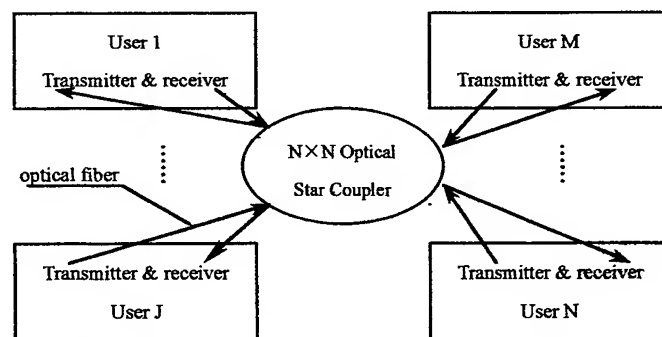 User 1
Transmitter & receiver
User M
Transmitter & receiver
N×N Optical
Star Coupler
optical fiber
Transmitter & receiver
User J
Transmitter & receiver
User N